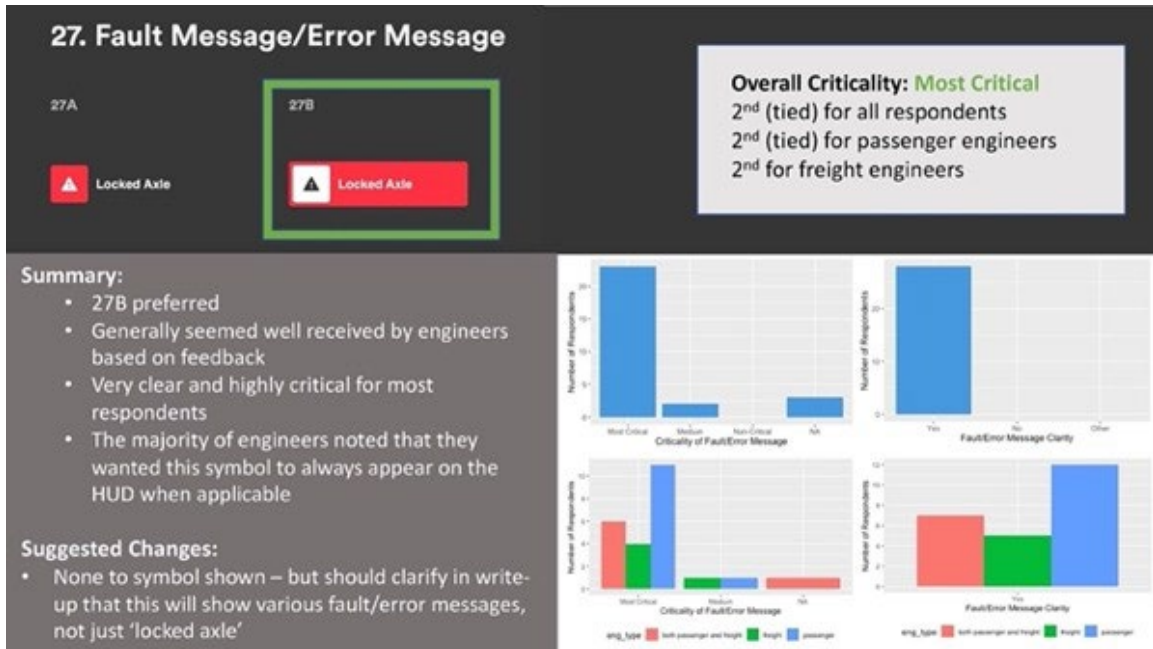 27. Fault Message/Error Message
27A
27B
Locked Axle
Locked Axle
Overall Criticality: Most Critical
2nd (tied) for all respondents
2nd (tied) for passenger engineers
2nd for freight engineers
Summary:
• 27B preferred
• Generally seemed well received by engineers
based on feedback
• Very clear and highly critical for most
respondents
• The majority of engineers noted that they
wanted this symbol to always appear on the
HUD when applicable
Suggested Changes:
• None to symbol shown – but should clarify in write-
up that this will show various fault/error messages,
not just 'locked axle'
Number of Respondents
Most Critical Medium Non-Critical NA
Criticality of Fault/Error Message
Number of Respondents
Yes No Other
Fault/Error Message Clarity
Number of Respondents
Most Critical Medium NA
Criticality of Fault/Error Message
eng_type both passenger and freight freight passenger
Number of Respondents
Yes
Fault/Error Message Clarity
eng_type both passenger and freight freight passenger